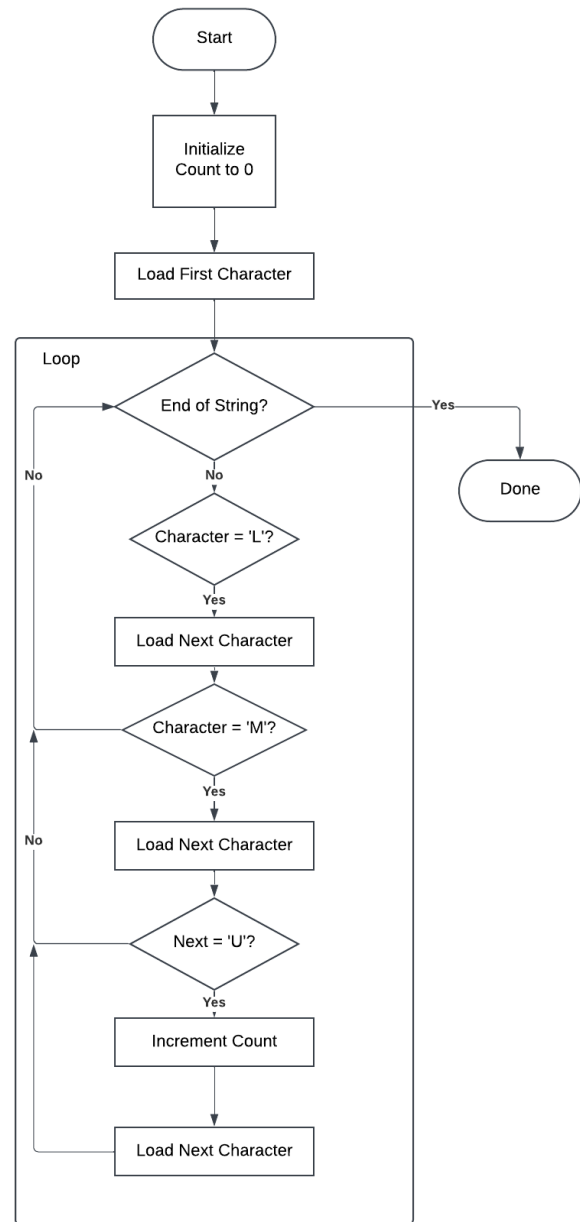 Start
Initialize
Count to 0
Load First Character
Loop
End of String?
Yes
No
No
Done
Character = 'L'?
Yes
Load Next Character
Character = 'M'?
Yes
Load Next Character
No
Next = 'U'?
Yes
Increment Count
Load Next Character